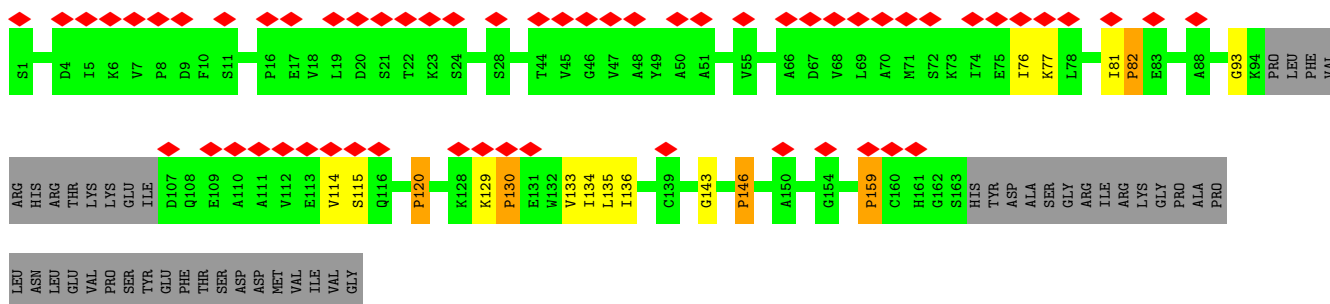 S1 D4 I5 K6 V7 P8 D9 F10 S11 P16 E17 V18 L19 D20 S21 T22 K23 S24 S28 T44 V45 G46 V47 A48 Y49 A50 A51 V55 A66 D67 V68 L69 A70 M71 S72 K73 I74 E75 I76 K77 L78 I81 P82 E83 A88 G93 K94 PRO LEU PHE VAL
ARG HIS ARG THR LYS LYS GLU ILE D107 Q108 E109 A110 A111 V112 E113 V114 S115 Q116 P120 K128 K129 P130 E131 W132 V133 I134 L135 I136 C139 G143 P146 A150 G154 P159 C160 H161 G162 S163 HIS TYR ASP ALA SER GLY ARG ILE ARG LYS GLY PRO ALA PRO
LEU ASN LEU GLU VAL PRO SER TYR GLU PHE THR SER ASP ASP MET VAL ILE VAL GLY